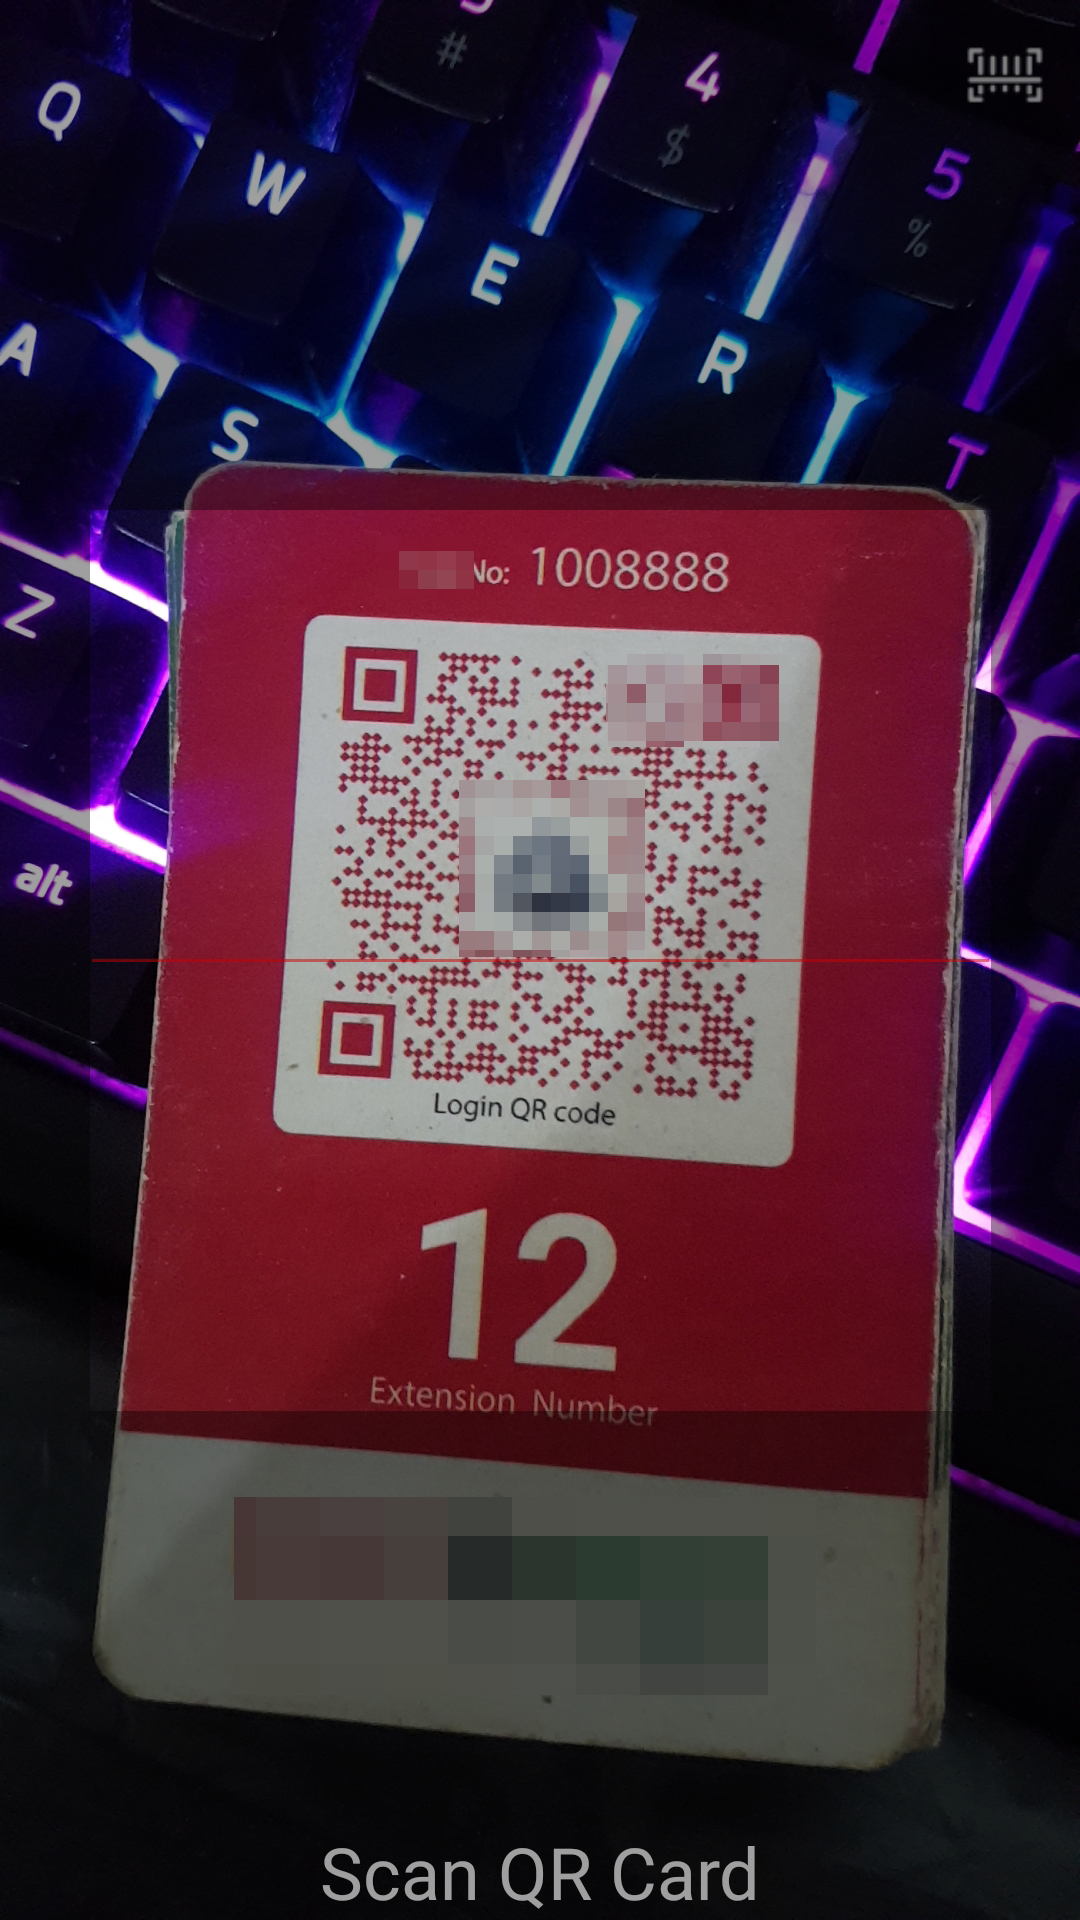 #
4
$
5
%
Q
W
E
R
T
A
S
Z
alt
No: 1008888
Login QR code
12
Extension Number
Scan QR Card